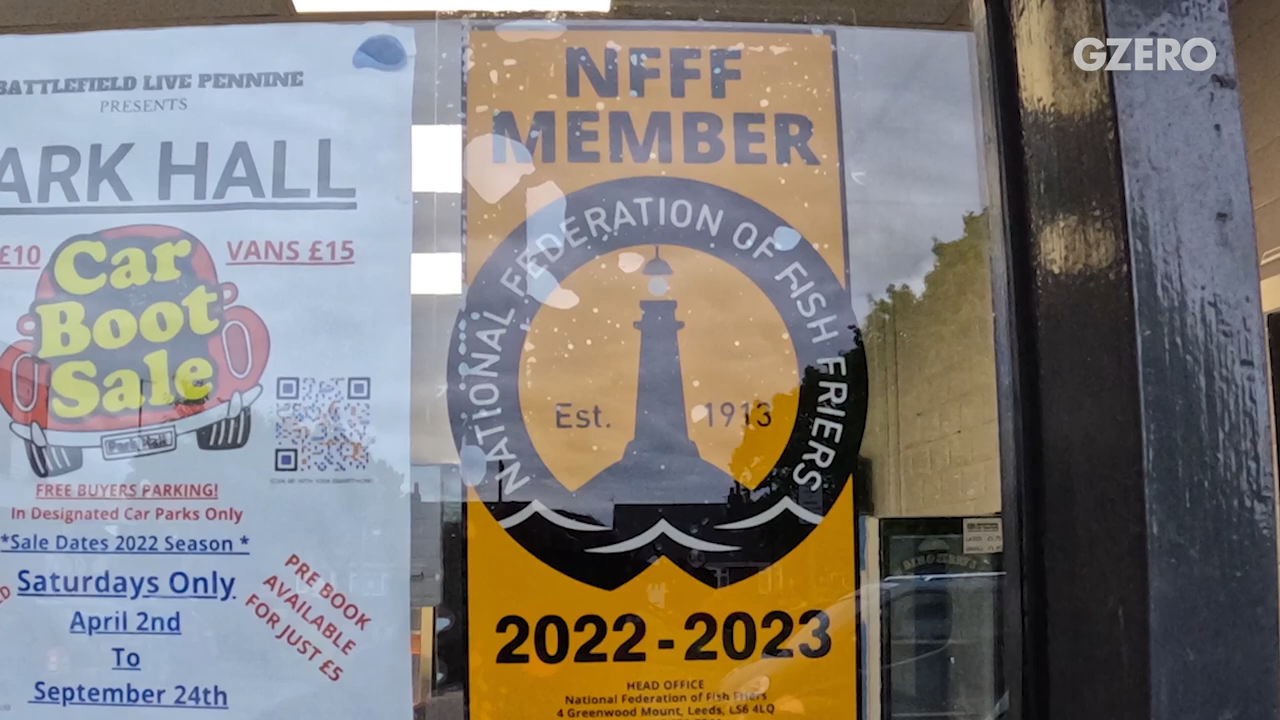 GZERO
BATTLEFIELD LIVE PENNINE
PRESENTS
ARK HALL
£10
VANS £15
Car
Boot
Sale
Park Hall
FREE BUYERS PARKING!
In Designated Car Parks Only
*Sale Dates 2022 Season *
Saturdays Only
April 2nd
To
September 24th
PRE BOOK
AVAILABLE
FOR JUST £5
NFFF
MEMBER
NATIONAL FEDERATION OF FISH FRIERS
Est. 1913
2022-2023
HEAD OFFICE
National Federation of Fish Friers
4 Greenwood Mount, Leeds, LS6 4LQ